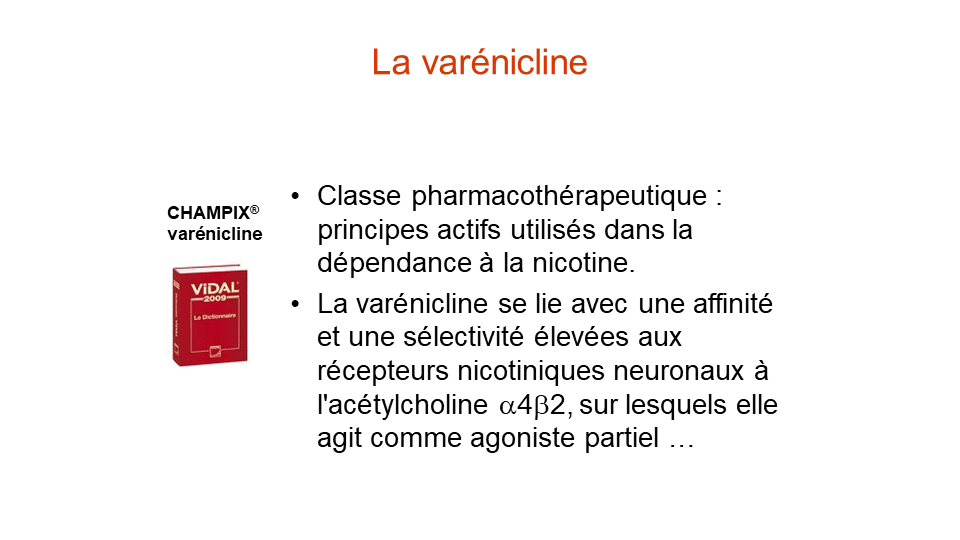 La varénicline
CHAMPIX®
varénicline
ViDAL
2009
Le Dictionnaire
• Classe pharmacothérapeutique :
principes actifs utilisés dans la
dépendance à la nicotine.
• La varénicline se lie avec une affinité
et une sélectivité élevées aux
récepteurs nicotiniques neuronaux à
l'acétylcholine α4β2, sur lesquels elle
agit comme agoniste partiel …